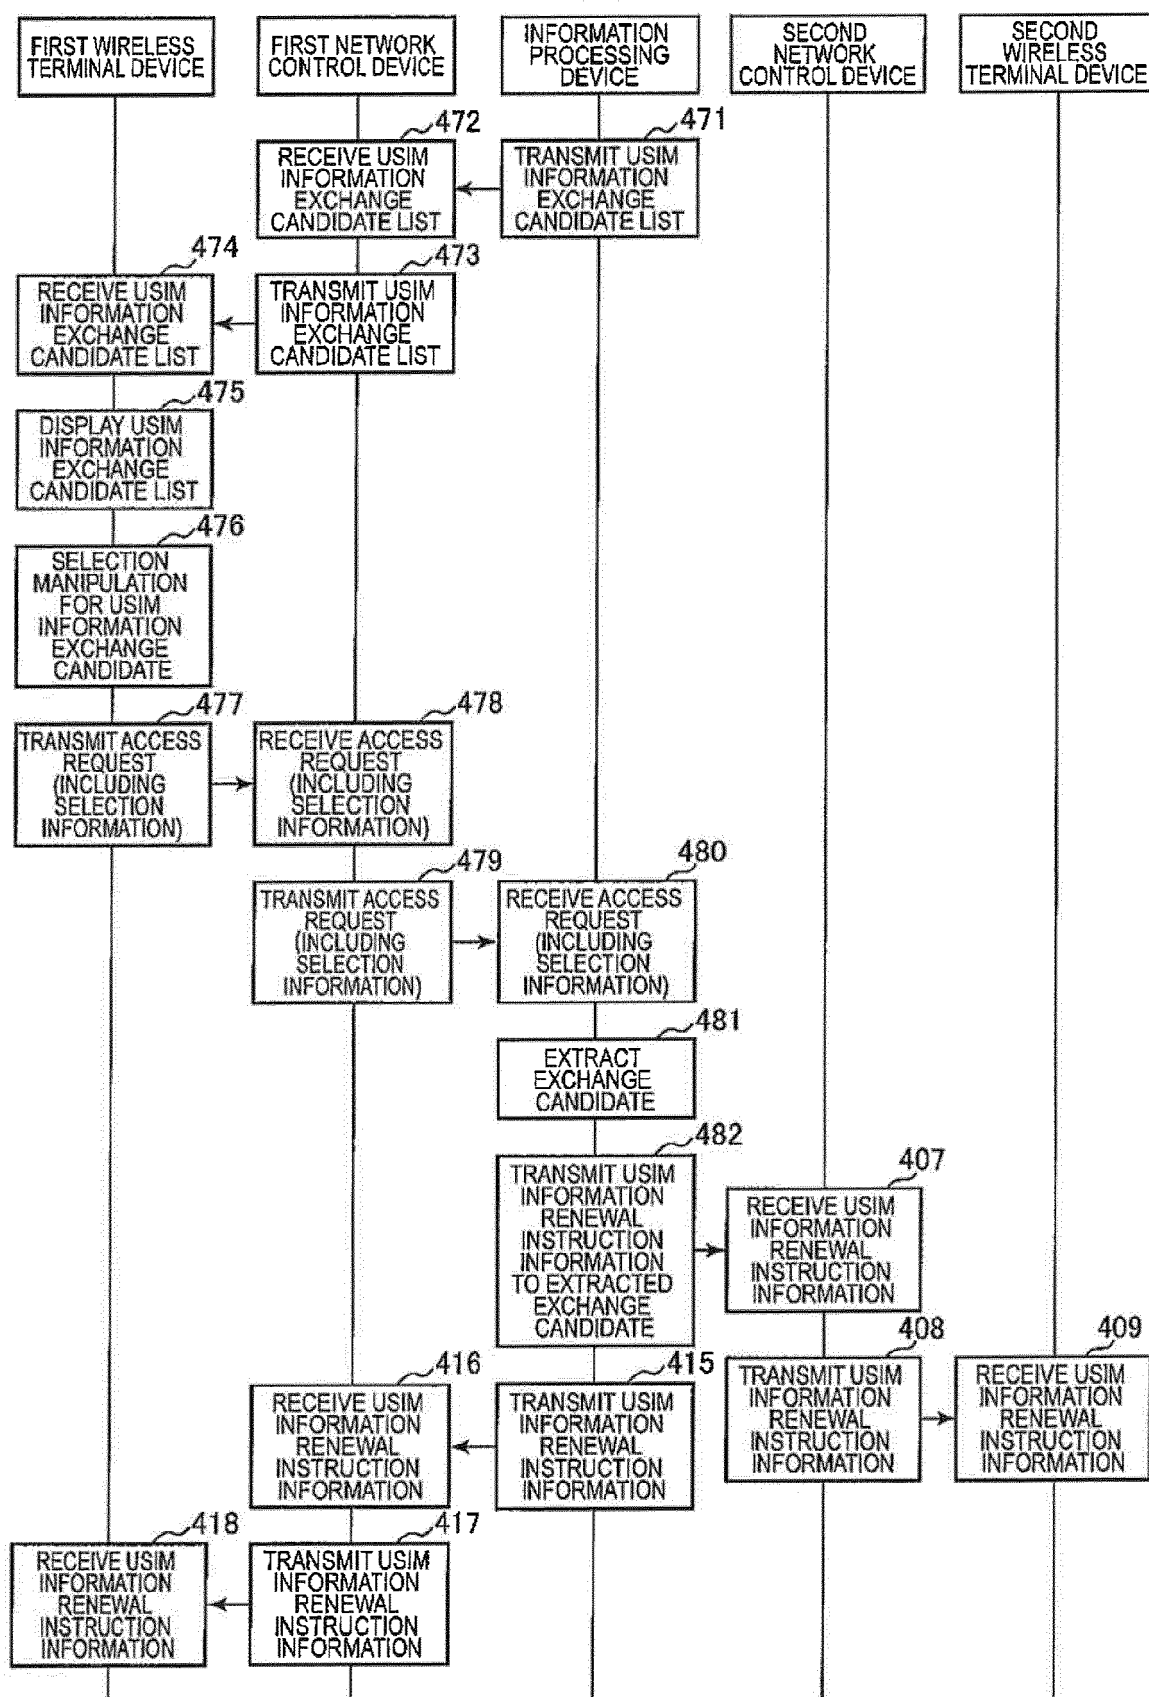 FIRST WIRELESS
TERMINAL DEVICE
FIRST NETWORK
CONTROL DEVICE
INFORMATION
PROCESSING
DEVICE
SECOND
NETWORK
CONTROL DEVICE
SECOND
WIRELESS
TERMINAL DEVICE
472
RECEIVE USIM
INFORMATION
EXCHANGE
CANDIDATE LIST
471
TRANSMIT USIM
INFORMATION
EXCHANGE
CANDIDATE LIST
474
RECEIVE USIM
INFORMATION
EXCHANGE
CANDIDATE LIST
473
TRANSMIT USIM
INFORMATION
EXCHANGE
CANDIDATE LIST
475
DISPLAY USIM
INFORMATION
EXCHANGE
CANDIDATE LIST
476
SELECTION
MANIPULATION
FOR USIM
INFORMATION
EXCHANGE
CANDIDATE
477
TRANSMIT ACCESS
REQUEST
(INCLUDING
SELECTION
INFORMATION)
478
RECEIVE ACCESS
REQUEST
(INCLUDING
SELECTION
INFORMATION)
479
TRANSMIT ACCESS
REQUEST
(INCLUDING
SELECTION
INFORMATION)
480
RECEIVE ACCESS
REQUEST
(INCLUDING
SELECTION
INFORMATION)
481
EXTRACT
EXCHANGE
CANDIDATE
482
TRANSMIT USIM
INFORMATION
RENEWAL
INSTRUCTION
INFORMATION
TO EXTRACTED
EXCHANGE
CANDIDATE
407
RECEIVE USIM
INFORMATION
RENEWAL
INSTRUCTION
INFORMATION
408
TRANSMIT USIM
INFORMATION
RENEWAL
INSTRUCTION
INFORMATION
409
RECEIVE USIM
INFORMATION
RENEWAL
INSTRUCTION
INFORMATION
416
RECEIVE USIM
INFORMATION
RENEWAL
INSTRUCTION
INFORMATION
415
TRANSMIT USIM
INFORMATION
RENEWAL
INSTRUCTION
INFORMATION
418
RECEIVE USIM
INFORMATION
RENEWAL
INSTRUCTION
INFORMATION
417
TRANSMIT USIM
INFORMATION
RENEWAL
INSTRUCTION
INFORMATION